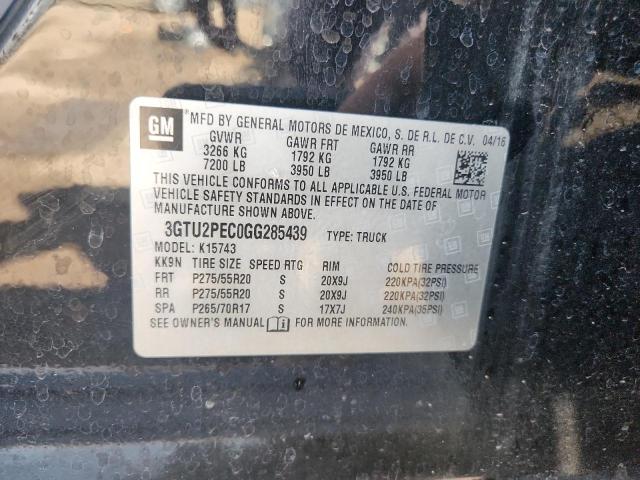 GM
®MFG BY GENERAL MOTORS DE MEXICO, S. DE R.L. DE C.V. 04/16
GVWR GAWR FRT GAWR RR
3266 KG 1792 KG 1792 KG
7200 LB 3950 LB 3950 LB
THIS VEHICLE CONFORMS TO ALL APPLICABLE U.S. FEDERAL MOTOR
VEHICLE SAFETY STANDARDS IN EFFECT ON THE DATE OF
MANUFACTURE SHOWN ABOVE.
3GTU2PEC0GG285439 TYPE: TRUCK
MODEL: K15743
KK9N TIRE SIZE SPEED RTG RIM COLD TIRE PRESSURE
FRT P275/55R20 S 20X9J 220KPA(32PSI)
RR P275/55R20 S 20X9J 220KPA(32PSI)
SPA P265/70R17 S 17X7J 240KPA(35PSI)
SEE OWNER'S MANUAL i FOR MORE INFORMATION.